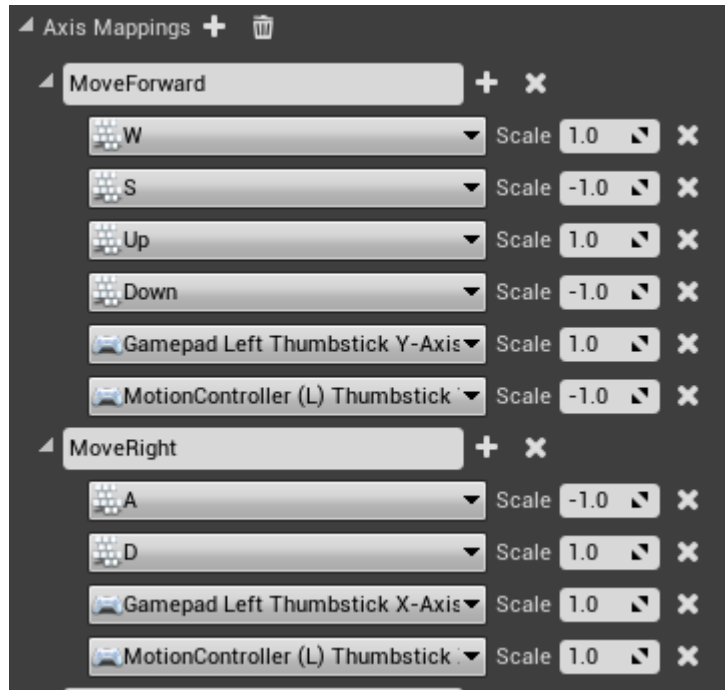 Axis Mappings
MoveForward
W Scale 1.0
S Scale -1.0
Up Scale 1.0
Down Scale -1.0
Gamepad Left Thumbstick Y-Axis Scale 1.0
MotionController (L) Thumbstick Scale -1.0
MoveRight
A Scale -1.0
D Scale 1.0
Gamepad Left Thumbstick X-Axis Scale 1.0
MotionController (L) Thumbstick Scale 1.0